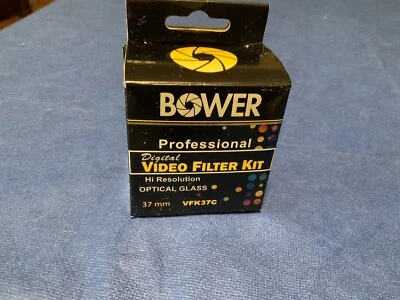 BOWER
Professional
Digital
VIDEO FILTER KIT
Hi Resolution
OPTICAL GLASS
37 mm VFK37C